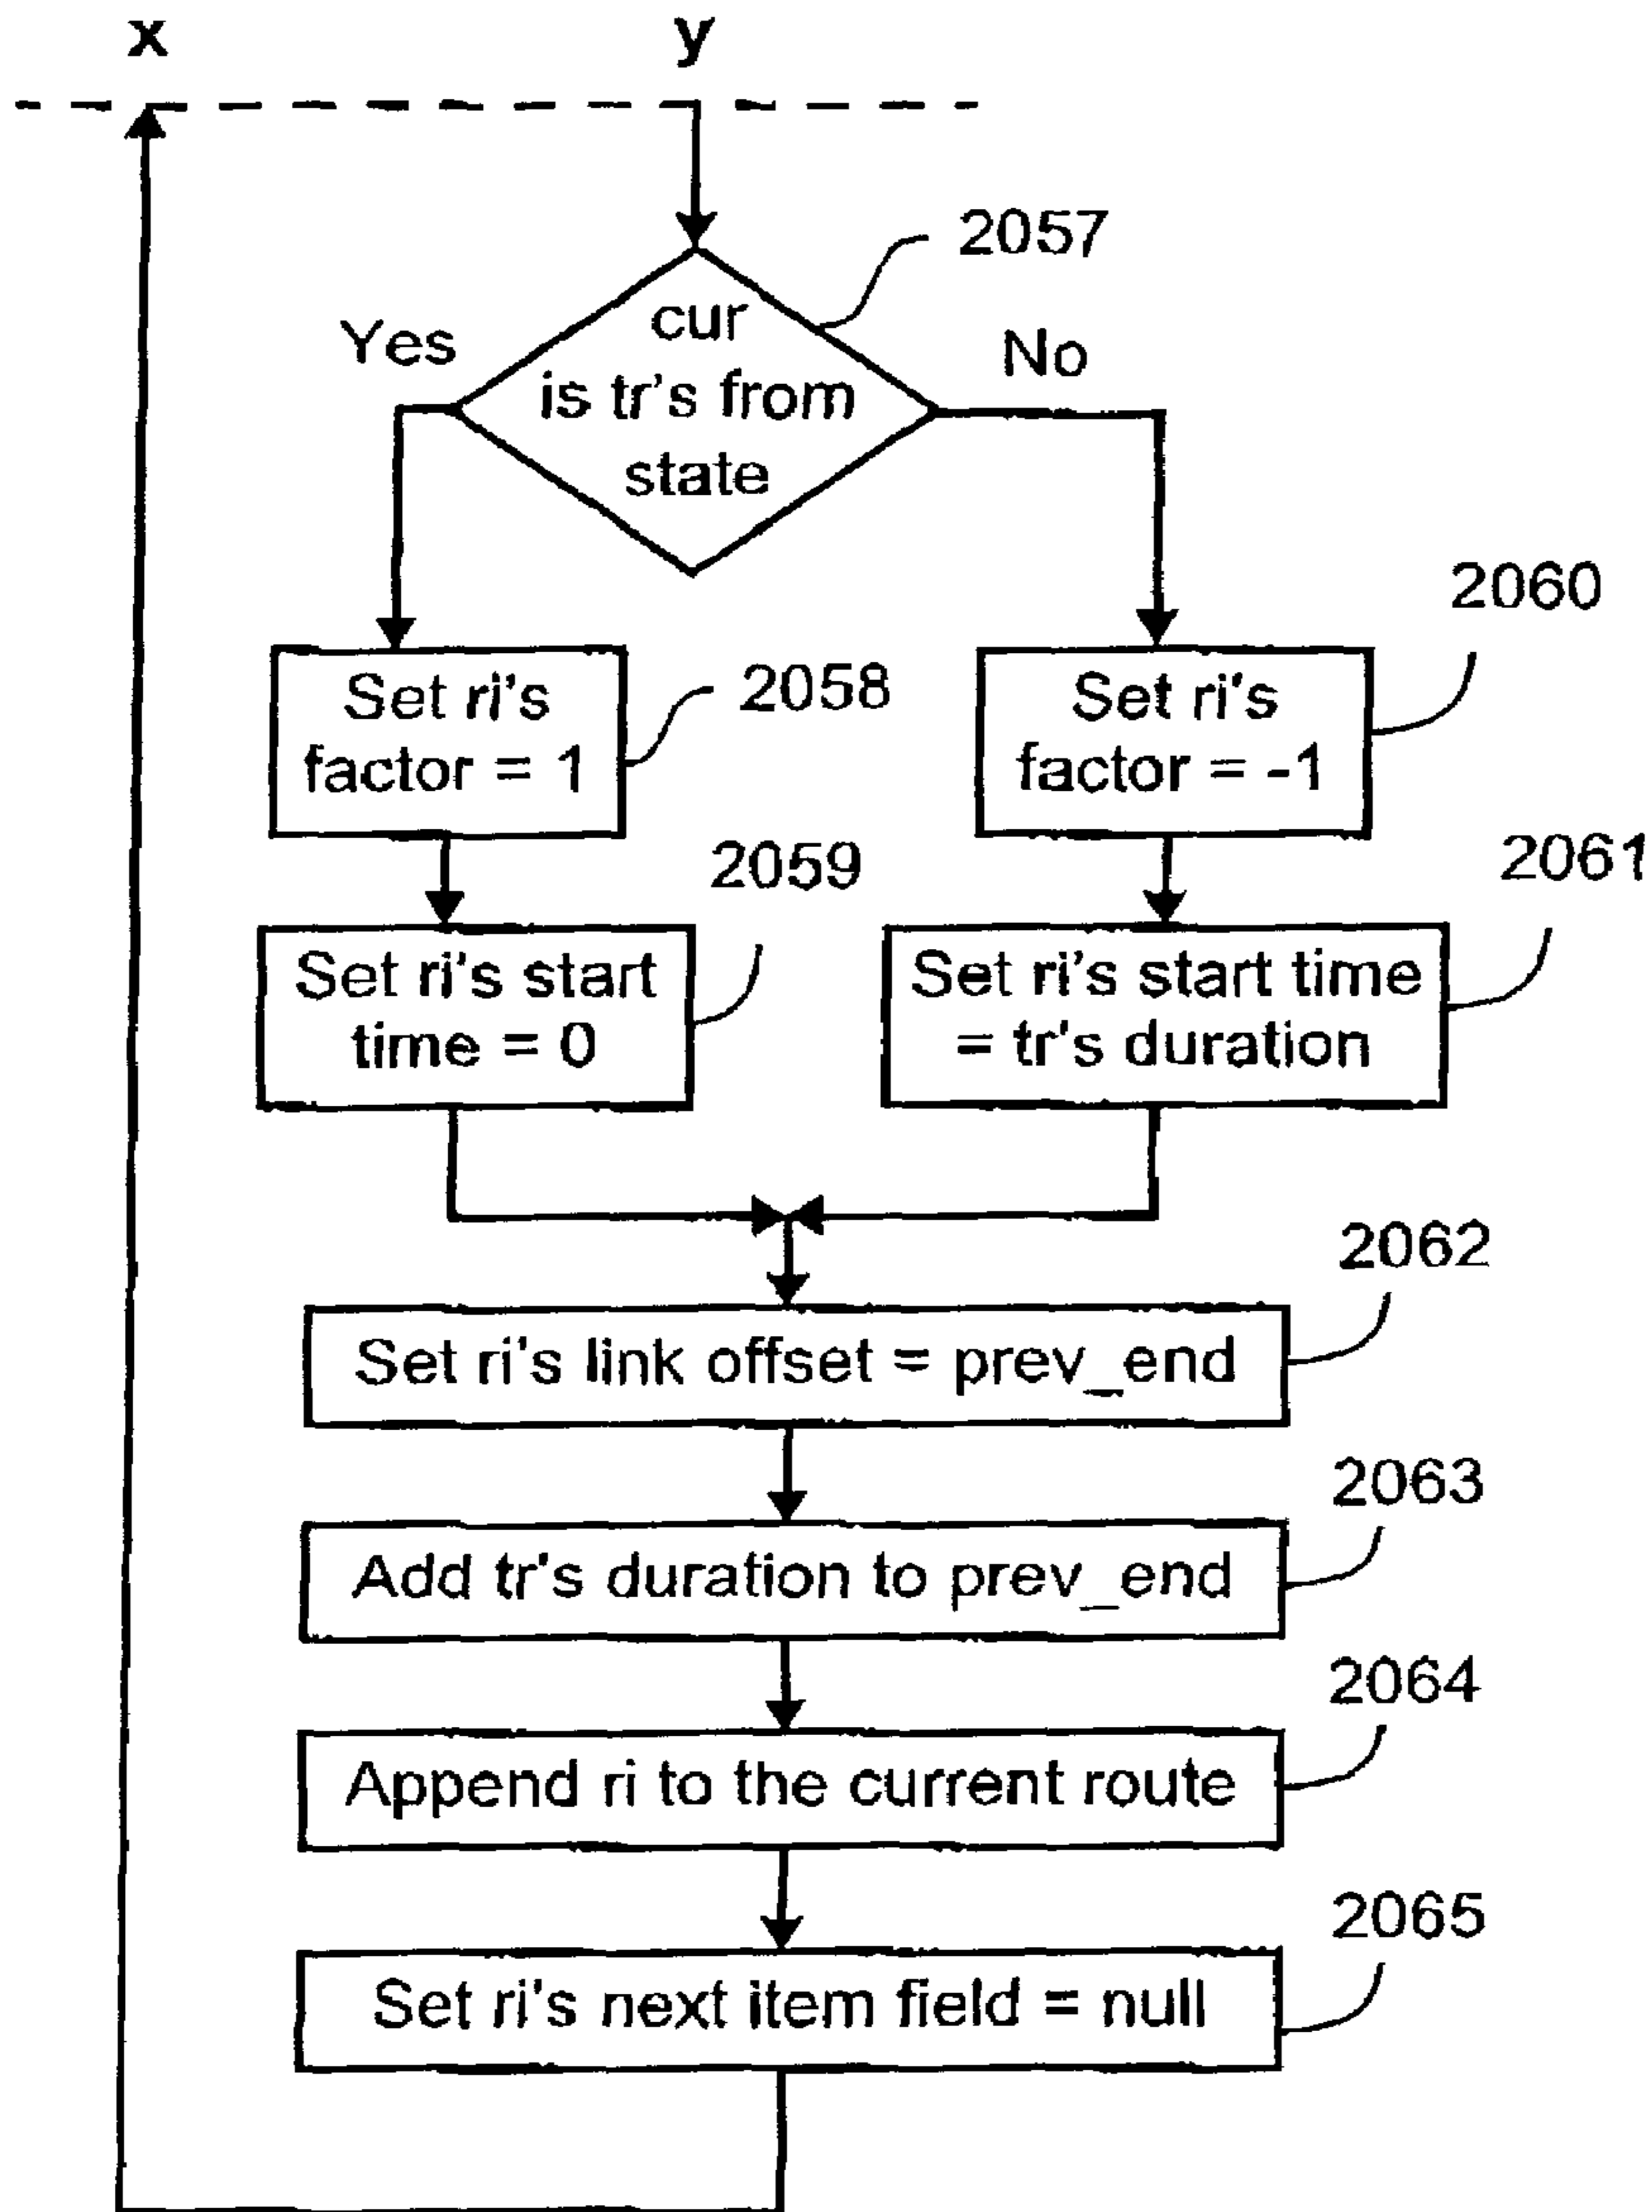 x
y
2057
Yes
No
cur
is tr's from
state
2060
Set ri's
factor = 1
2058
Set ri's
factor = -1
2059
2061
Set ri's start
time = 0
Set ri's start time
= tr's duration
2062
Set ri's link offset = prev_end
2063
Add tr's duration to prev_end
2064
Append ri to the current route
2065
Set ri's next item field = null